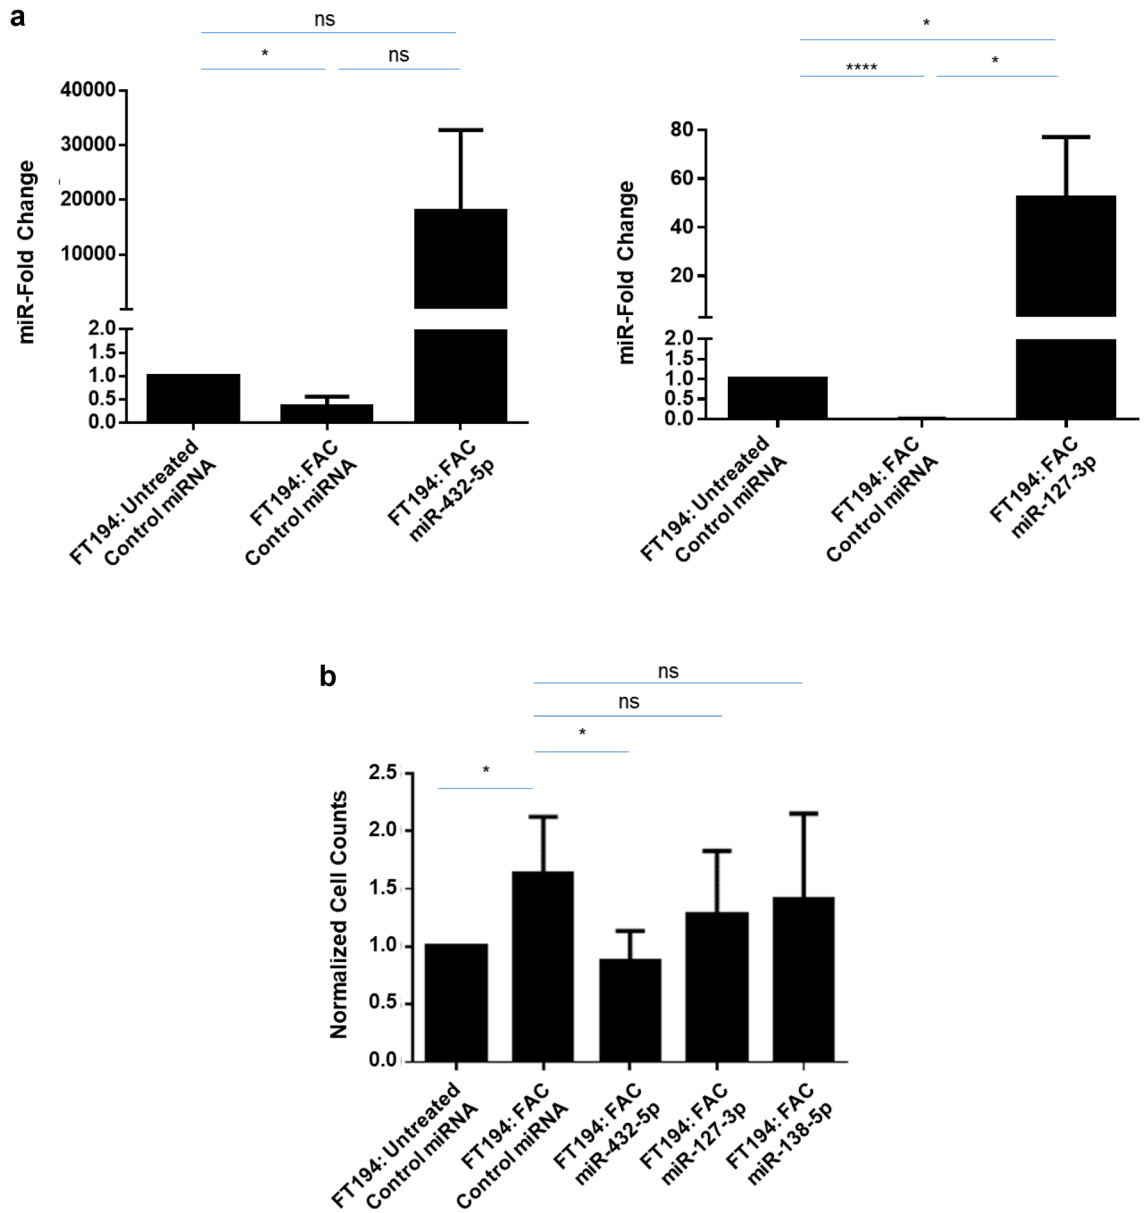 a
ns
*
ns
miR-Fold Change
40000
30000
20000
10000
2.0
1.5
1.0
0.5
0.0
FT194: Untreated
Control miRNA
FT194: FAC
Control miRNA
FT194: FAC
miR-432-5p
*
****
*
miR-Fold Change
80
60
40
20
2.0
1.5
1.0
0.5
0.0
FT194: Untreated
Control miRNA
FT194: FAC
Control miRNA
FT194: FAC
miR-127-3p
b
ns
ns
*
*
Normalized Cell Counts
2.5
2.0
1.5
1.0
0.5
0.0
FT194: Untreated
Control miRNA
FT194: FAC
Control miRNA
FT194: FAC
miR-432-5p
FT194: FAC
miR-127-3p
FT194: FAC
miR-138-5p